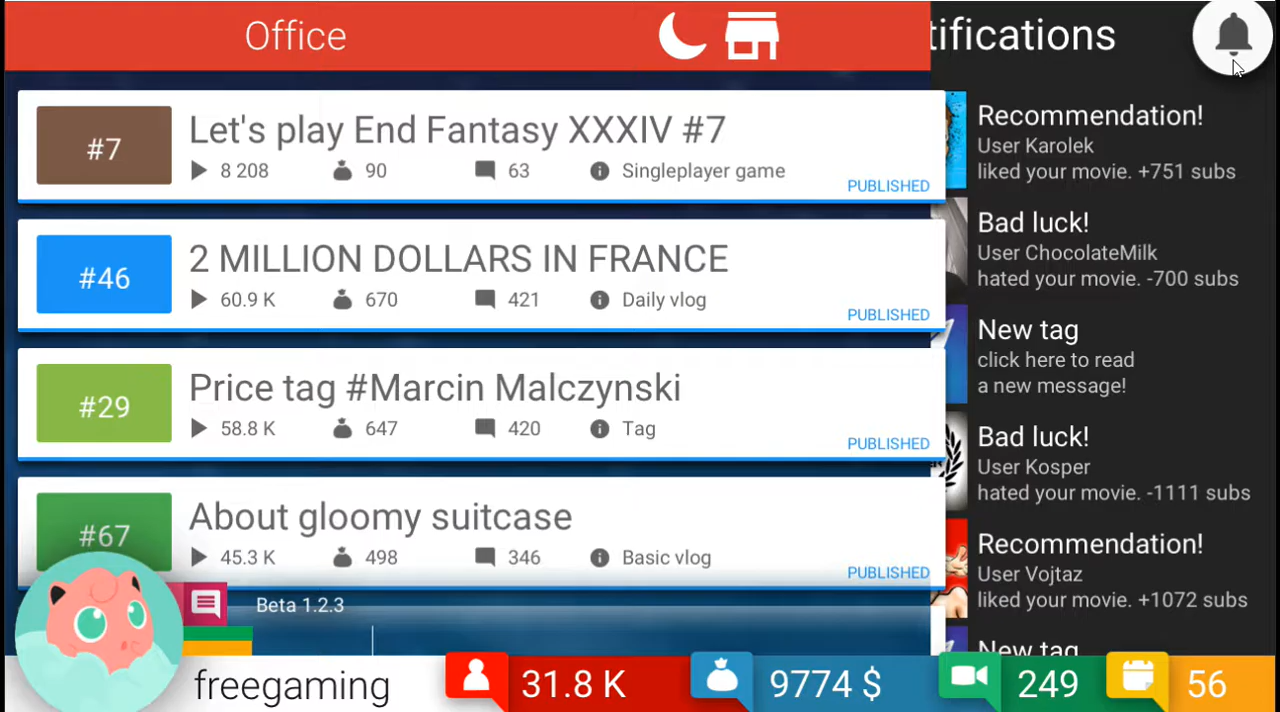 Office
tifications
#7
Let's play End Fantasy XXXIV #7
8 208 90 63 Singleplayer game
PUBLISHED
#46
2 MILLION DOLLARS IN FRANCE
60.9 K 670 421 Daily vlog
PUBLISHED
#29
Price tag #Marcin Malczynski
58.8 K 647 420 Tag
PUBLISHED
#67
About gloomy suitcase
45.3 K 498 346 Basic vlog
PUBLISHED
Beta 1.2.3
Recommendation!
User Karolek
liked your movie. +751 subs
Bad luck!
User ChocolateMilk
hated your movie. -700 subs
New tag
click here to read
a new message!
Bad luck!
User Kosper
hated your movie. -1111 subs
Recommendation!
User Vojtaz
liked your movie. +1072 subs
New tag
freegaming 31.8 K 9774 $ 249 56